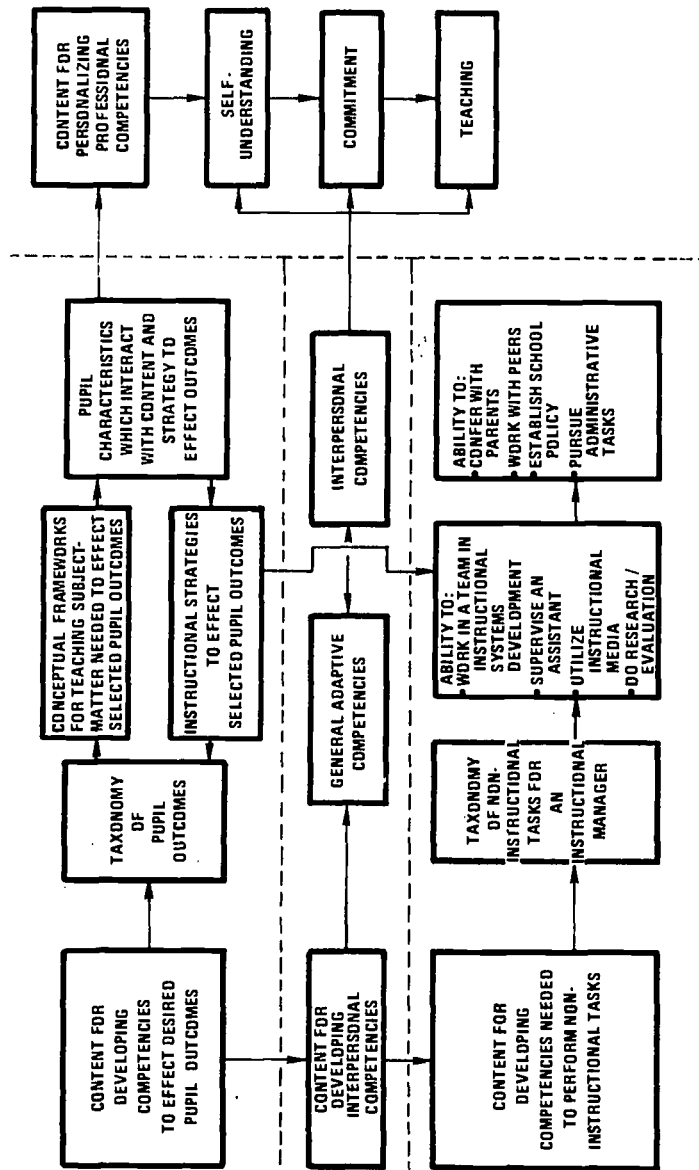 CONTENT FOR
DEVELOPING
COMPETENCIES
TO EFFECT DESIRED
PUPIL OUTCOMES
TAXONOMY
OF
PUPIL
OUTCOMES
CONCEPTUAL FRAMEWORKS
FOR TEACHING SUBJECT-
MATTER NEEDED TO EFFECT
SELECTED PUPIL OUTCOMES
INSTRUCTIONAL STRATEGIES
TO EFFECT
SELECTED PUPIL OUTCOMES
PUPIL
CHARACTERISTICS
WHICH INTERACT
WITH CONTENT AND
STRATEGY TO
EFFECT OUTCOMES
CONTENT FOR
PERSONALIZING
PROFESSIONAL
COMPETENCIES
SELF-
UNDERSTANDING
COMMITMENT
TEACHING
CONTENT FOR
DEVELOPING
INTERPERSONAL
COMPETENCIES
GENERAL ADAPTIVE
COMPETENCIES
INTERPERSONAL
COMPETENCIES
CONTENT FOR
DEVELOPING
COMPETENCIES NEEDED
TO PERFORM NON-
INSTRUCTIONAL TASKS
TAXONOMY
OF NON-
INSTRUCTIONAL
TASKS FOR
AN
INSTRUCTIONAL
MANAGER
ABILITY TO:
• WORK IN A TEAM IN
INSTRUCTIONAL
SYSTEMS
DEVELOPMENT
• SUPERVISE AN
ASSISTANT
• UTILIZE
INSTRUCTIONAL
MEDIA
• DO RESEARCH /
EVALUATION
ABILITY TO:
• CONFER WITH
PARENTS
• WORK WITH PEERS
• ESTABLISH SCHOOL
POLICY
• PURSUE
ADMINISTRATIVE
TASKS